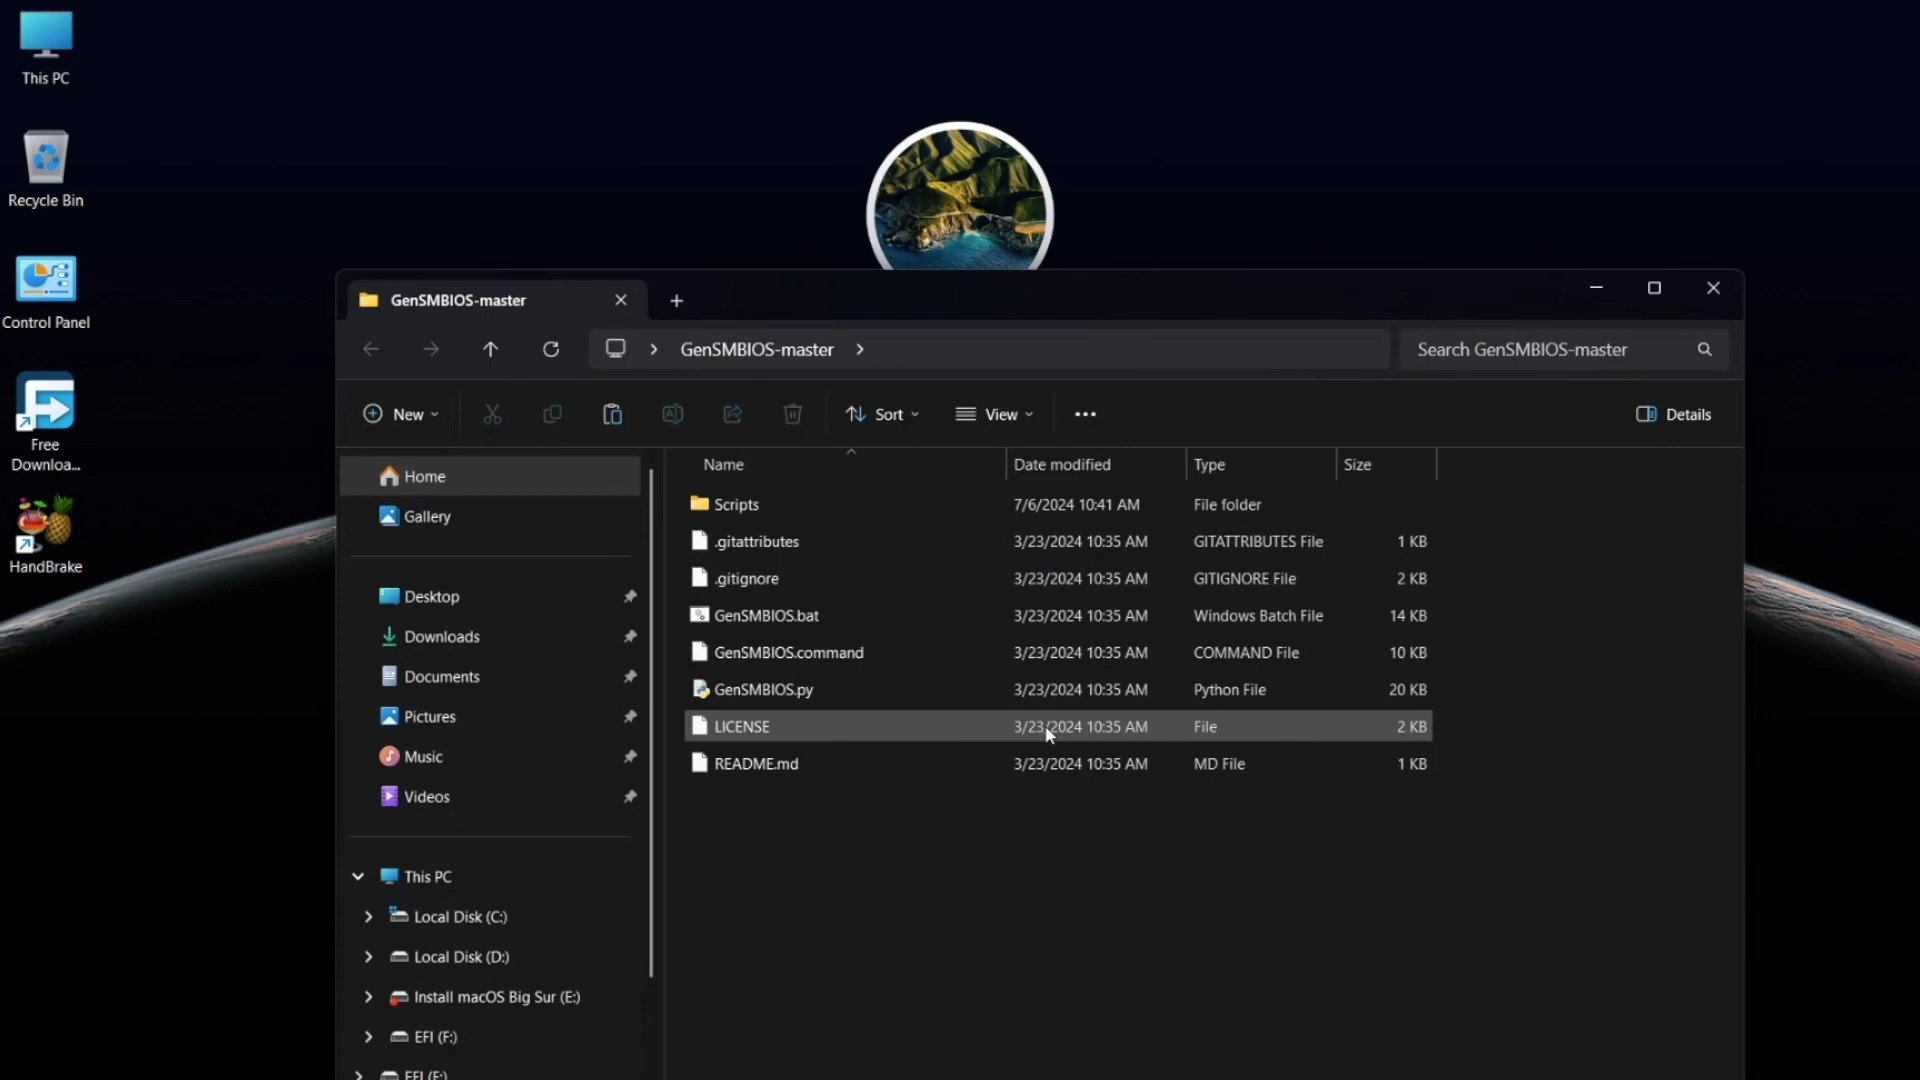 This PC
Recycle Bin
Control Panel
Free
Downloa...
HandBrake
GenSMBIOS-master
GenSMBIOS-master
Search GenSMBIOS-master
New
Sort
View
Details
Home
Gallery
Desktop
Downloads
Documents
Pictures
Music
Videos
This PC
Local Disk (C:)
Local Disk (D:)
Install macOS Big Sur (E:)
EFI (F:)
EFI (F:)
Name Date modified Type Size
Scripts 7/6/2024 10:41 AM File folder
.gitattributes 3/23/2024 10:35 AM GITATTRIBUTES File 1 KB
.gitignore 3/23/2024 10:35 AM GITIGNORE File 2 KB
GenSMBIOS.bat 3/23/2024 10:35 AM Windows Batch File 14 KB
GenSMBIOS.command 3/23/2024 10:35 AM COMMAND File 10 KB
GenSMBIOS.py 3/23/2024 10:35 AM Python File 20 KB
LICENSE 3/23/2024 10:35 AM File 2 KB
README.md 3/23/2024 10:35 AM MD File 1 KB